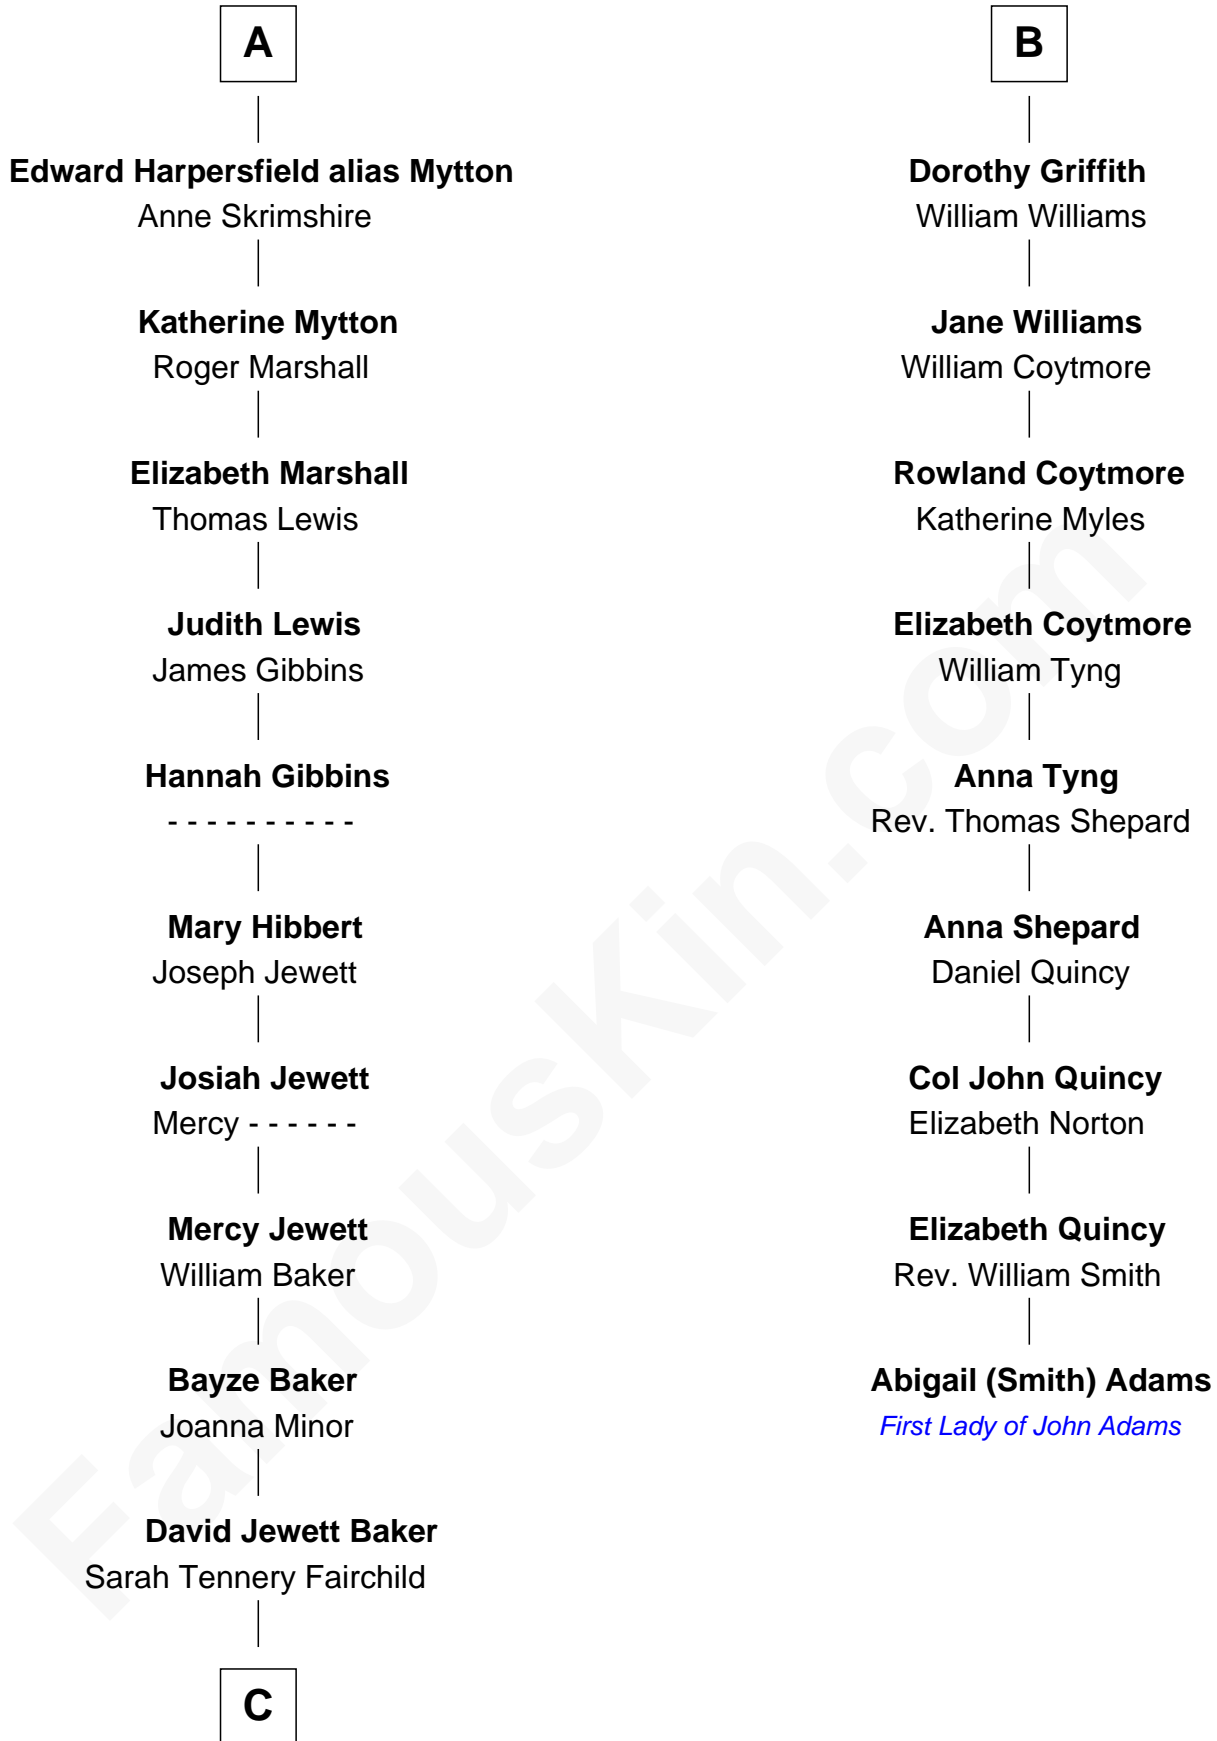 A
Edward Harpersfield alias Mytton
Anne Skrimshire
Katherine Mytton
Roger Marshall
Elizabeth Marshall
Thomas Lewis
Judith Lewis
James Gibbins
Hannah Gibbins
- - - - - - - - - -
Mary Hibbert
Joseph Jewett
Josiah Jewett
Mercy - - - - - -
Mercy Jewett
William Baker
Bayze Baker
Joanna Minor
David Jewett Baker
Sarah Tennery Fairchild
C
B
Dorothy Griffith
William Williams
Jane Williams
William Coytmore
Rowland Coytmore
Katherine Myles
Elizabeth Coytmore
William Tyng
Anna Tyng
Rev. Thomas Shepard
Anna Shepard
Daniel Quincy
Col John Quincy
Elizabeth Norton
Elizabeth Quincy
Rev. William Smith
Abigail (Smith) Adams
First Lady of John Adams
FamousKin.com